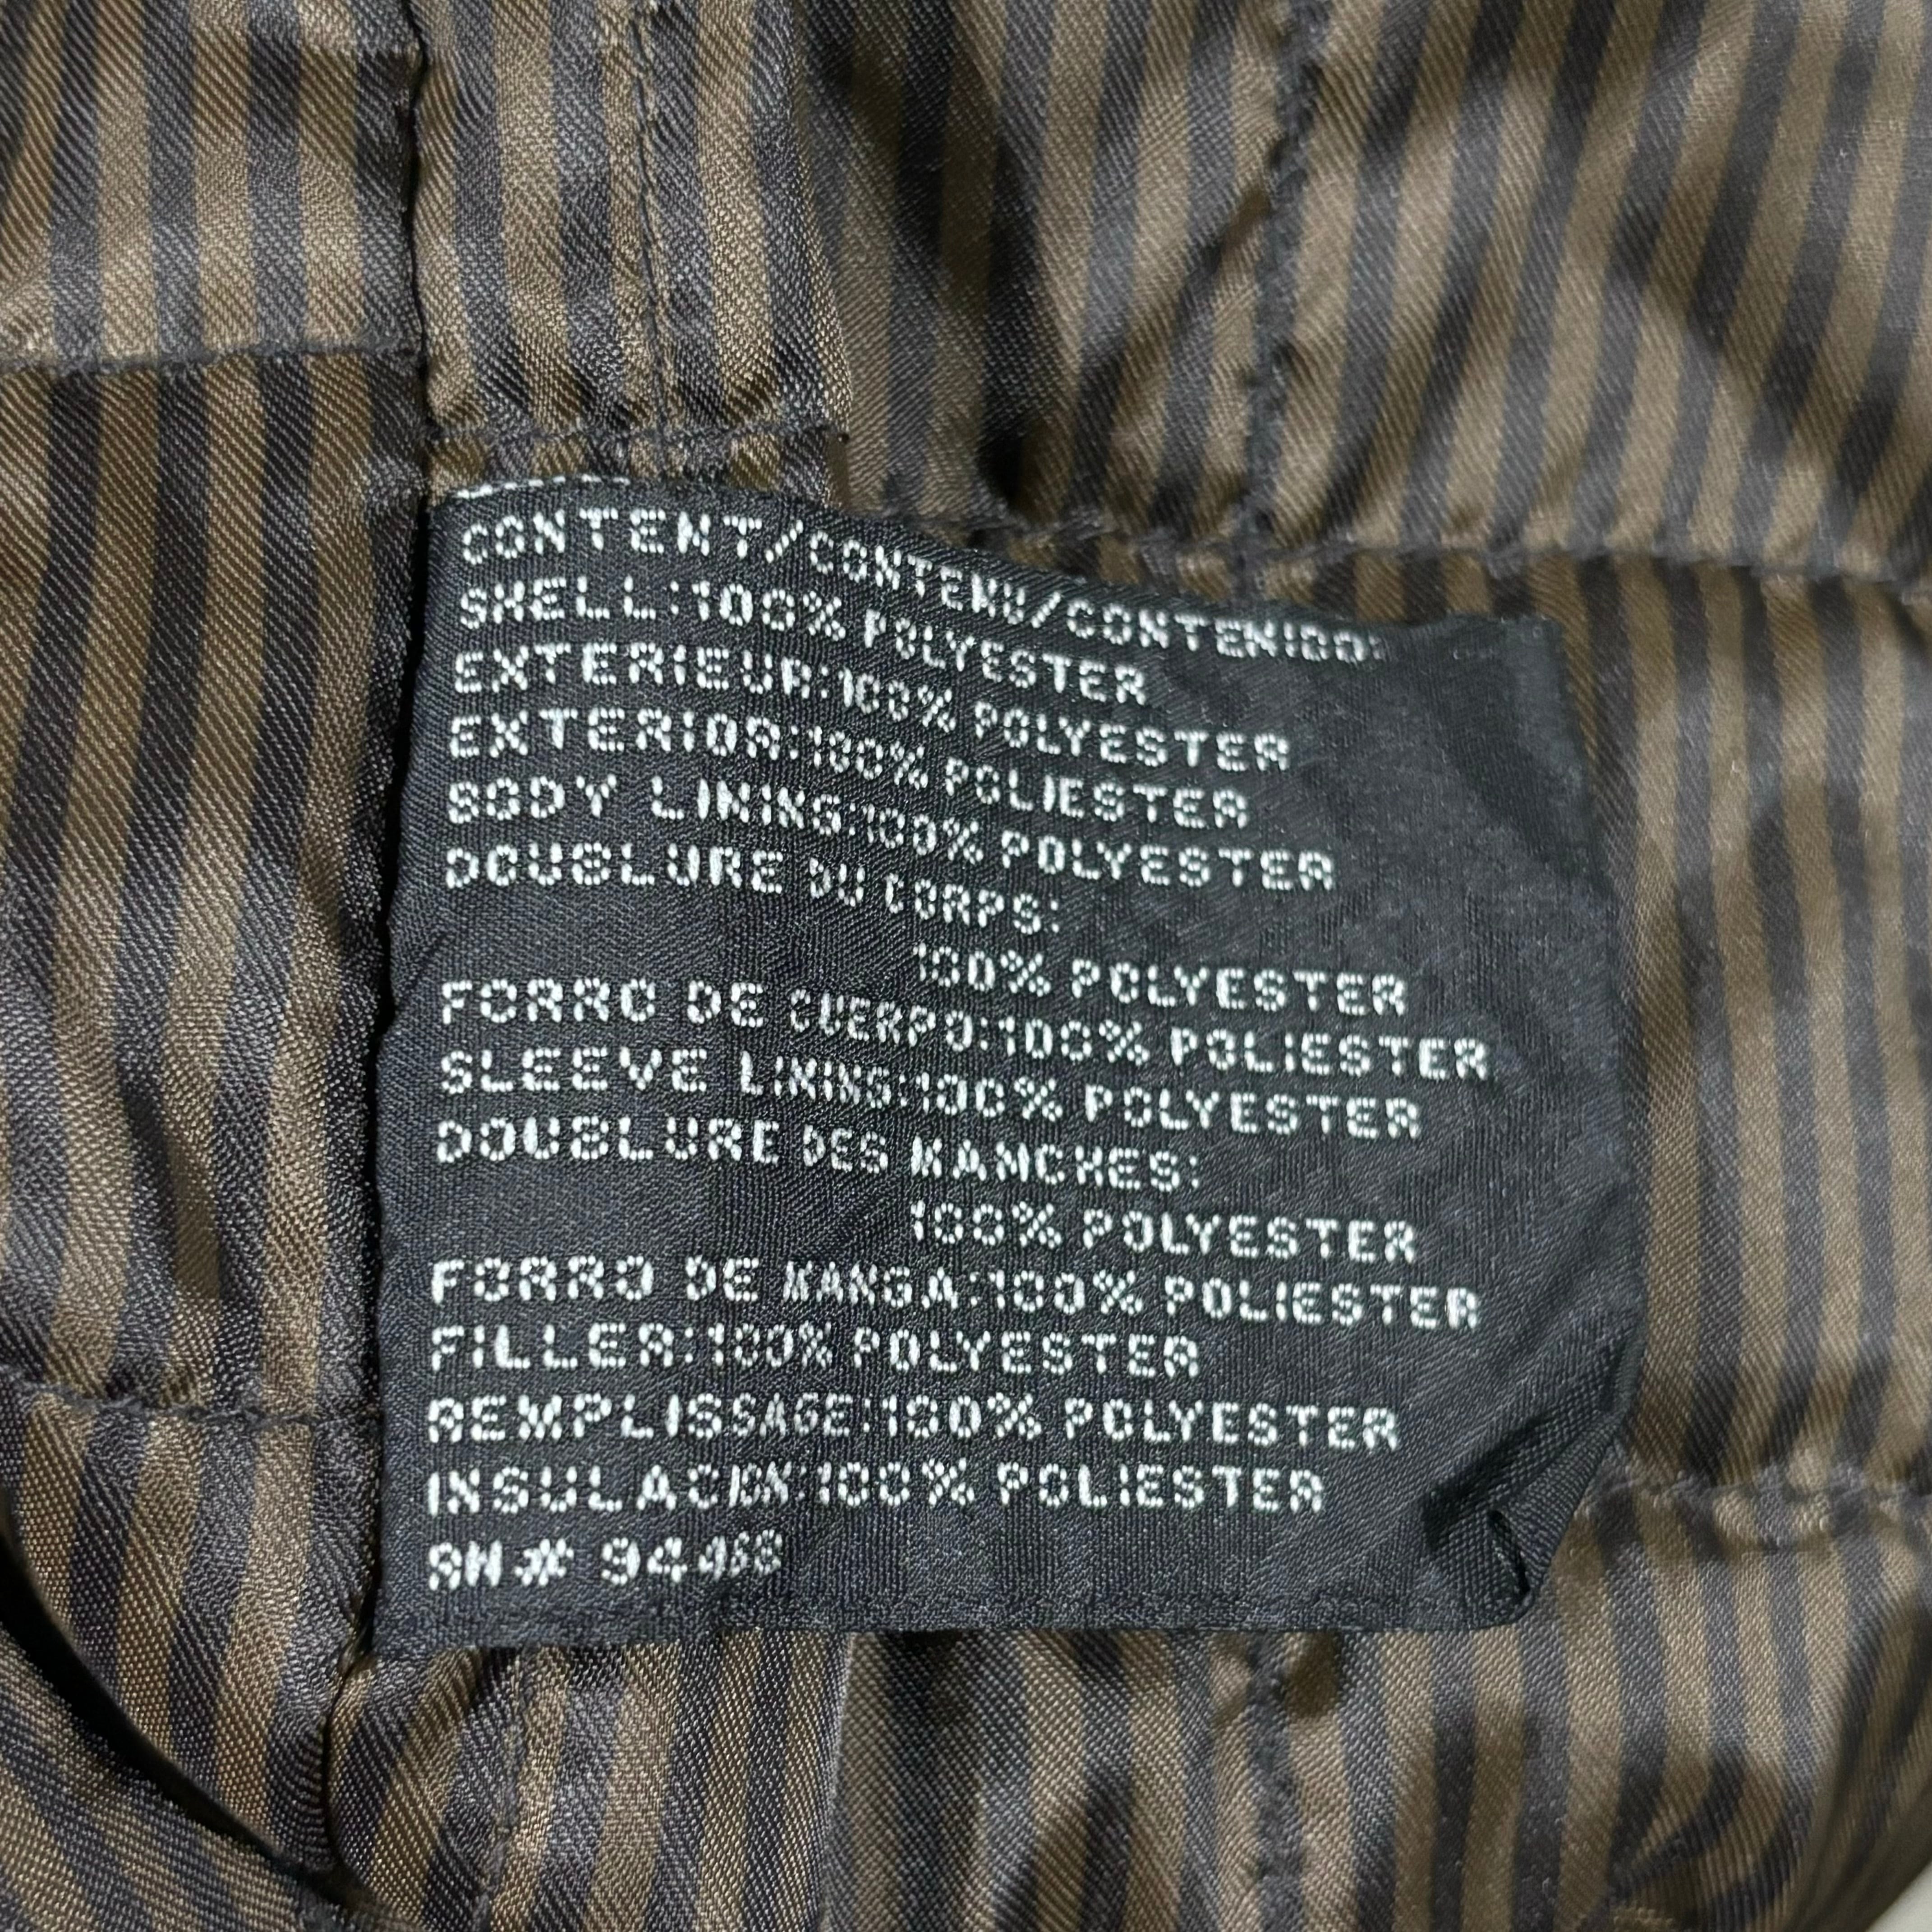 CONTENT/CONTENU/CONTENIDO:
SHELL:100% POLYESTER
EXTERIEUR:100% POLYESTER
EXTERIOR:100% POLIESTER
BODY LINING:100% POLYESTER
DOUBLURE DU CORPS:
100% POLYESTER
FORRO DE CUERPO:100% POLIESTER
SLEEVE LINING:100% POLYESTER
DOUBLURE DES MANCHES:
100% POLYESTER
FORRO DE MANGA:100% POLIESTER
FILLER:100% POLYESTER
REMPLISSAGE:100% POLYESTER
INSULACION:100% POLIESTER
RN# 94468